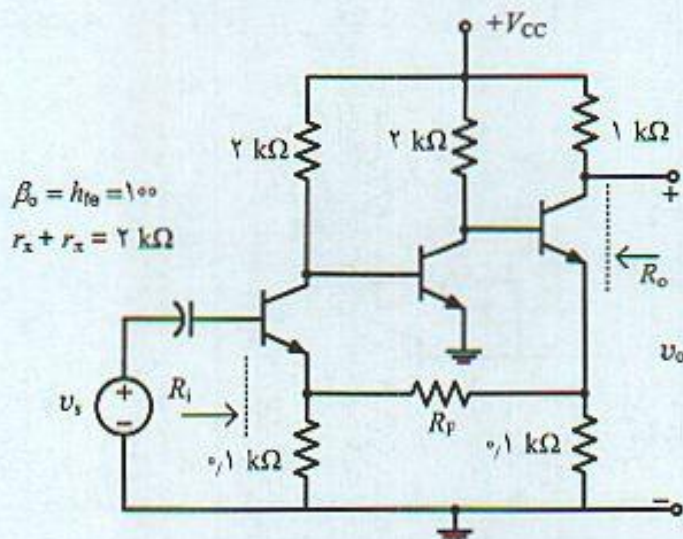 +V_CC
۲ kΩ
۲ kΩ
۱ kΩ
β_o = h_fe = ۱۰۰
r_x + r_π = ۲ kΩ
+
R_o
v_o
v_s
+
−
R_i
R_F
۰٫۱ kΩ
۰٫۱ kΩ
−